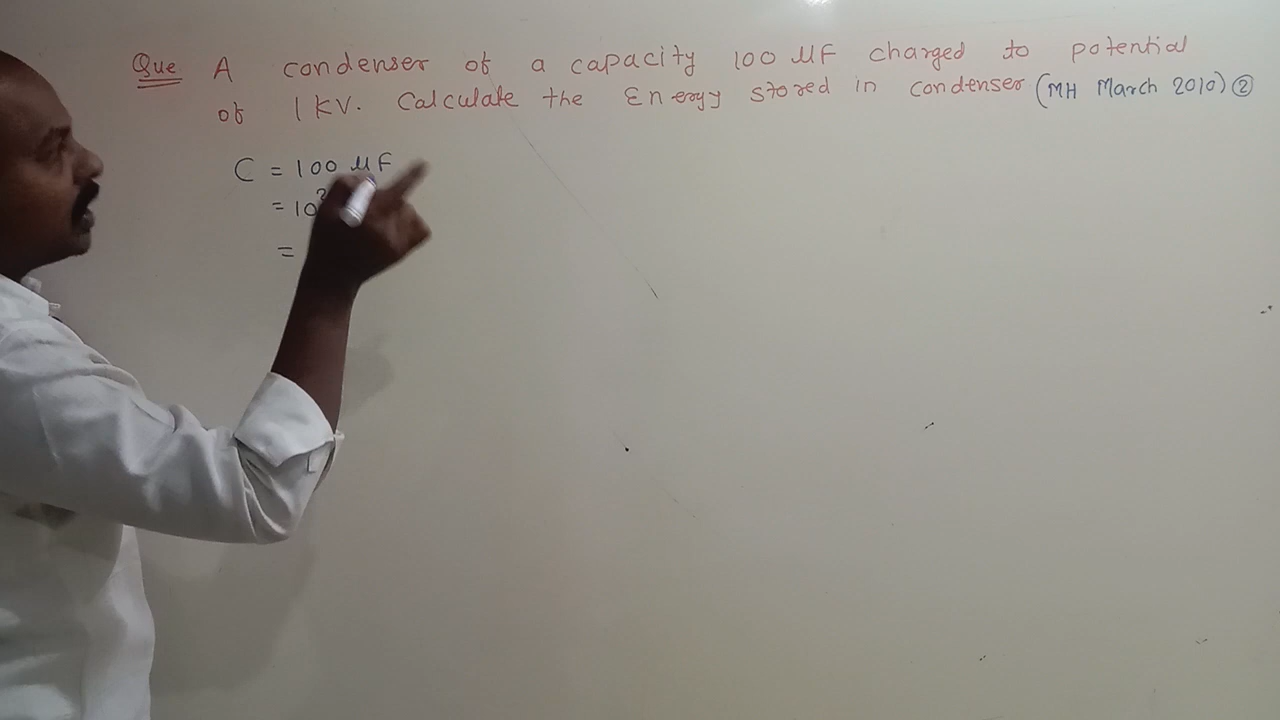 Que A condenser of a capacity 100 μF charged to potential
of 1 KV. Calculate the Energy stored in condenser (MH March 2010) ②
C = 100 μF
= 10²
=